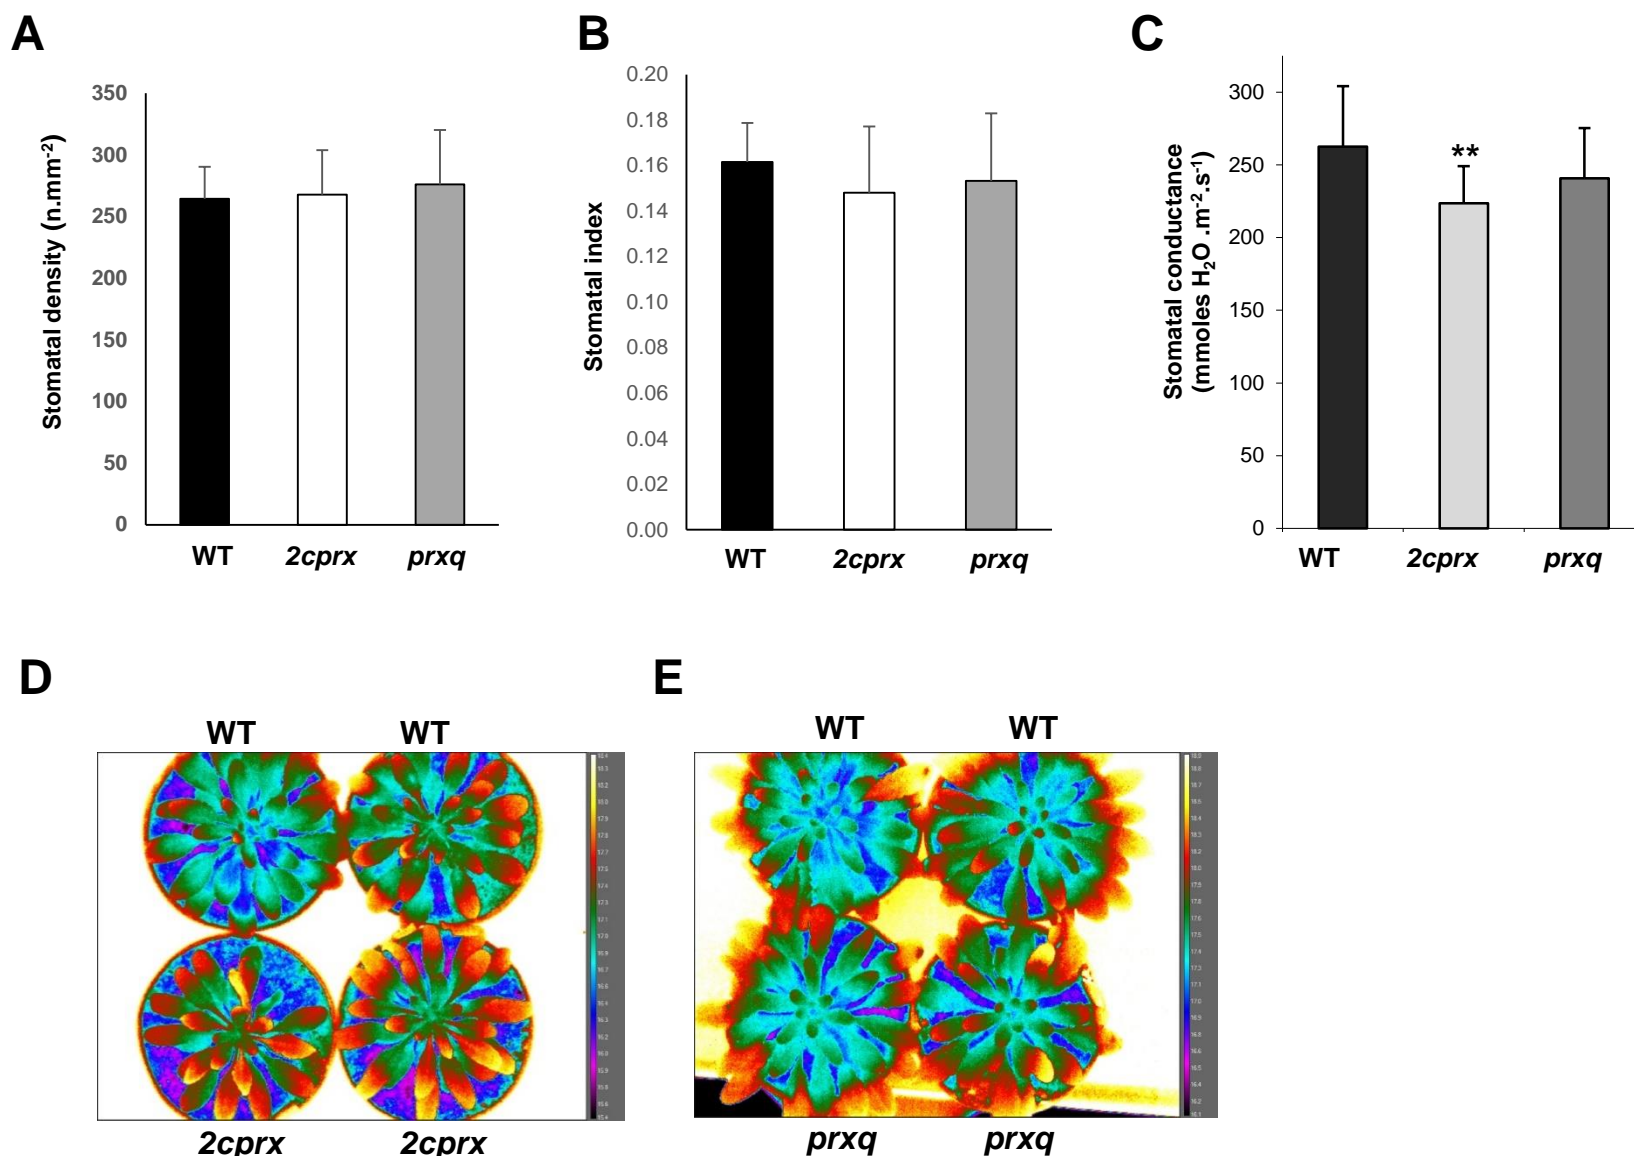 A
B
C
Stomatal density (n.mm-2)
350
300
250
200
150
100
50
0
WT 2cprx prxq
Stomatal index
0.20
0.18
0.16
0.14
0.12
0.10
0.08
0.06
0.04
0.02
0.00
WT 2cprx prxq
Stomatal conductance
(mmoles H2O .m-2.s-1)
300
250
200
150
100
50
0
**
WT 2cprx prxq
D
E
WT WT
2cprx 2cprx
WT WT
prxq prxq